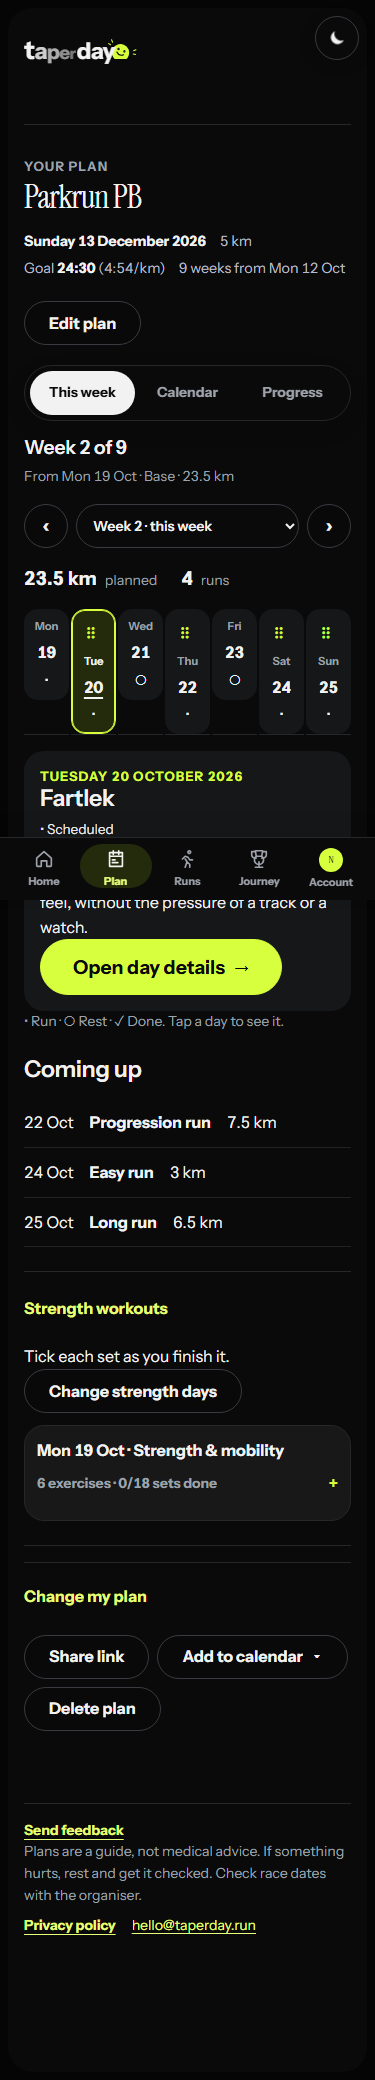 taperday
YOUR PLAN
Parkrun PB
Sunday 13 December 2026 5 km
Goal 24:30 (4:54/km) 9 weeks from Mon 12 Oct
Edit plan
This week Calendar Progress
Week 2 of 9
From Mon 19 Oct · Base · 23.5 km
‹ Week 2 · this week ›
23.5 km planned 4 runs
Mon Wed Fri
19 Tue 21 Thu 23 Sat Sun
20 22 24 25
TUESDAY 20 OCTOBER 2026
Fartlek
• Scheduled
Home Plan Runs Journey N Account
feel, without the pressure of a track or a
watch.
Open day details →
• Run · ○ Rest · ✓ Done. Tap a day to see it.
Coming up
22 Oct Progression run 7.5 km
24 Oct Easy run 3 km
25 Oct Long run 6.5 km
Strength workouts
Tick each set as you finish it.
Change strength days
Mon 19 Oct · Strength & mobility
6 exercises · 0/18 sets done +
Change my plan
Share link Add to calendar
Delete plan
Send feedback
Plans are a guide, not medical advice. If something
hurts, rest and get it checked. Check race dates
with the organiser.
Privacy policy hello@taperday.run